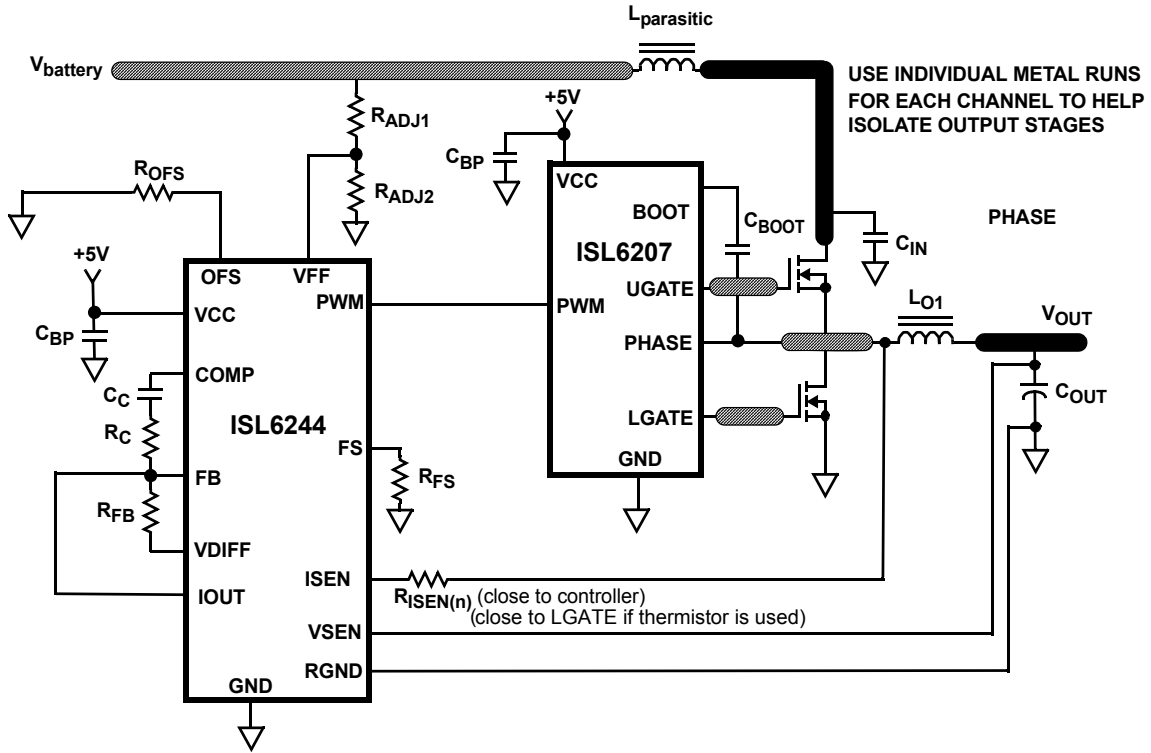 Lparasitic
Vbattery
USE INDIVIDUAL METAL RUNS
FOR EACH CHANNEL TO HELP
ISOLATE OUTPUT STAGES
+5V
RADJ1
CBP
ROFS
VCC
RADJ2
BOOT
CBOOT
PHASE
CIN
ISL6207
+5V
OFS
VFF
UGATE
PWM
PWM
LO1
VOUT
VCC
CBP
PHASE
COMP
CC
COUT
RC
ISL6244
LGATE
FS
GND
FB
RFS
RFB
VDIFF
ISEN
IOUT
RISEN(n) (close to controller)
(close to LGATE if thermistor is used)
VSEN
RGND
GND